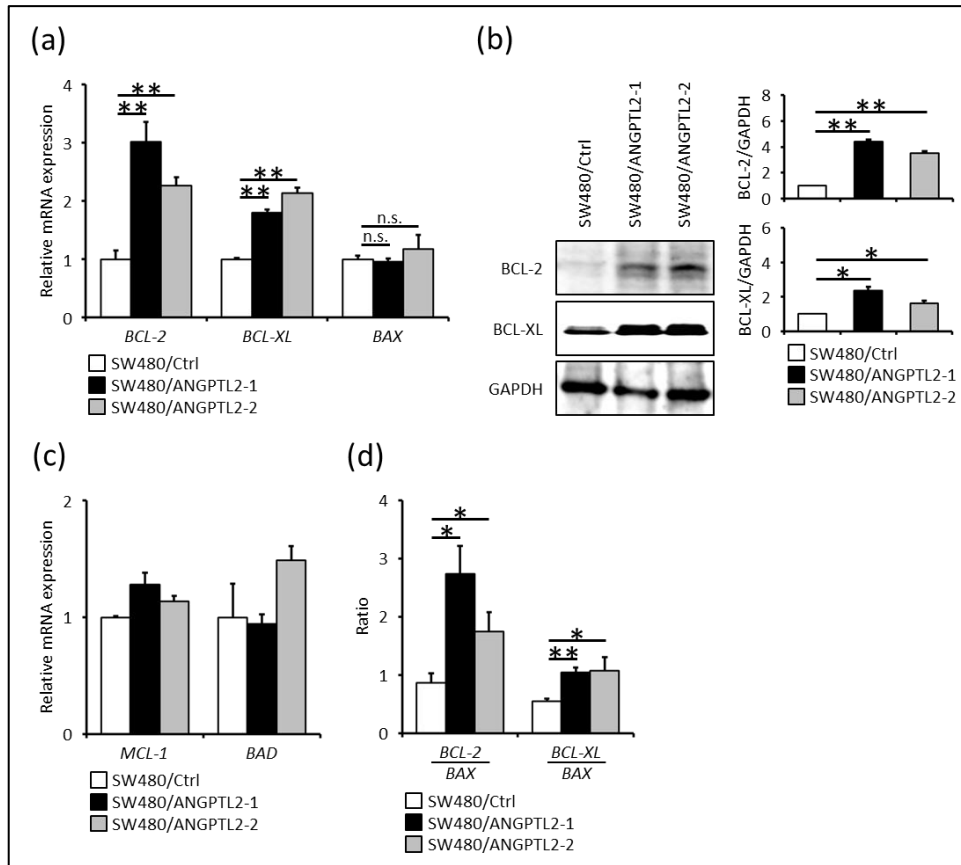 (a)
Relative mRNA expression
4
3
2
1
0
**
**
**
**
n.s.
n.s.
BCL-2 BCL-XL BAX
SW480/Ctrl
SW480/ANGPTL2-1
SW480/ANGPTL2-2
(b)
SW480/Ctrl
SW480/ANGPTL2-1
SW480/ANGPTL2-2
BCL-2
BCL-XL
GAPDH
BCL-2/GAPDH
8
6
4
2
0
**
**
BCL-XL/GAPDH
4
2
0
*
*
SW480/Ctrl
SW480/ANGPTL2-1
SW480/ANGPTL2-2
(c)
Relative mRNA expression
2
1
0
MCL-1 BAD
SW480/Ctrl
SW480/ANGPTL2-1
SW480/ANGPTL2-2
(d)
Ratio
4
3
2
1
0
*
*
*
**
BCL-2 BCL-XL
BAX BAX
SW480/Ctrl
SW480/ANGPTL2-1
SW480/ANGPTL2-2